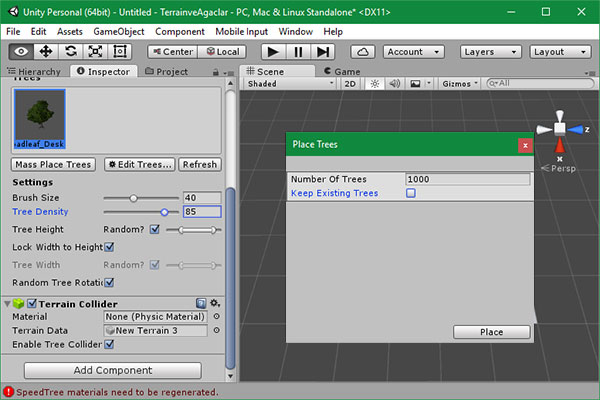 Unity Personal (64bit) - Untitled - TerrainveAgaclar - PC, Mac & Linux Standalone* <DX11>
File Edit Assets GameObject Component Mobile Input Window Help
Center Local Account Layers Layout
Hierarchy Inspector Project Scene Game
Shaded 2D Gizmos All
Trees
adleaf_Desk
Mass Place Trees Edit Trees... Refresh
Settings
Brush Size 40
Tree Density 85
Tree Height Random?
Lock Width to Height
Tree Width Random?
Random Tree Rotatic
Terrain Collider
Material None (Physic Material)
Terrain Data New Terrain 3
Enable Tree Collider
Add Component
SpeedTree materials need to be regenerated.
z
x
Persp
Place Trees x
Number Of Trees 1000
Keep Existing Trees
Place